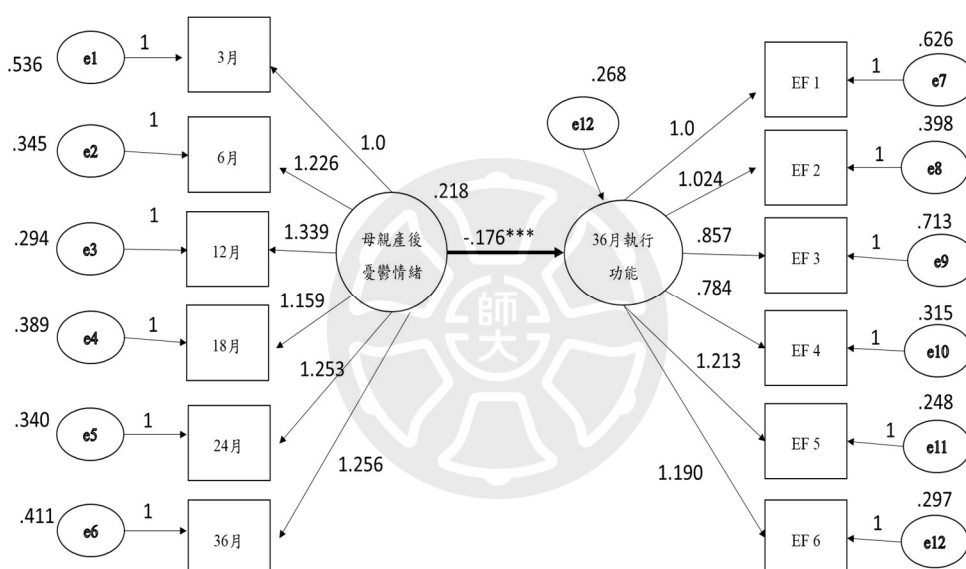 .536
e1
1
3月
.345
e2
1
6月
.294
e3
1
12月
.389
e4
1
18月
.340
e5
1
24月
.411
e6
1
36月
1.0
1.226
1.339
1.159
1.253
1.256
母親產後
憂鬱情緒
.218
-.176***
.268
e12
36月執行
功能
師
大
1.0
1.024
.857
.784
1.213
1.190
EF 1
1
e7
.626
EF 2
1
e8
.398
EF 3
1
e9
.713
EF 4
1
e10
.315
EF 5
1
e11
.248
EF 6
1
e12
.297